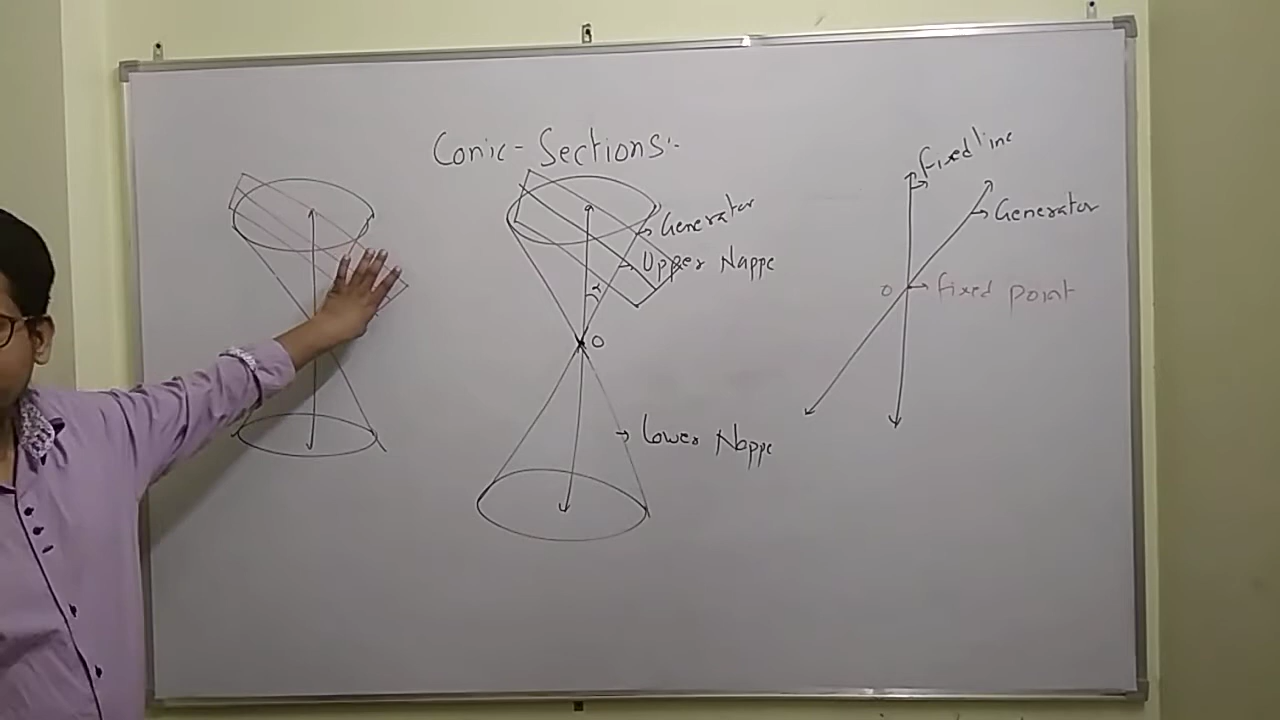 Conic-Sections:-
Generator
Upper Nappe
α
O
Lower Nappe
fixed line
Generator
O
fixed point